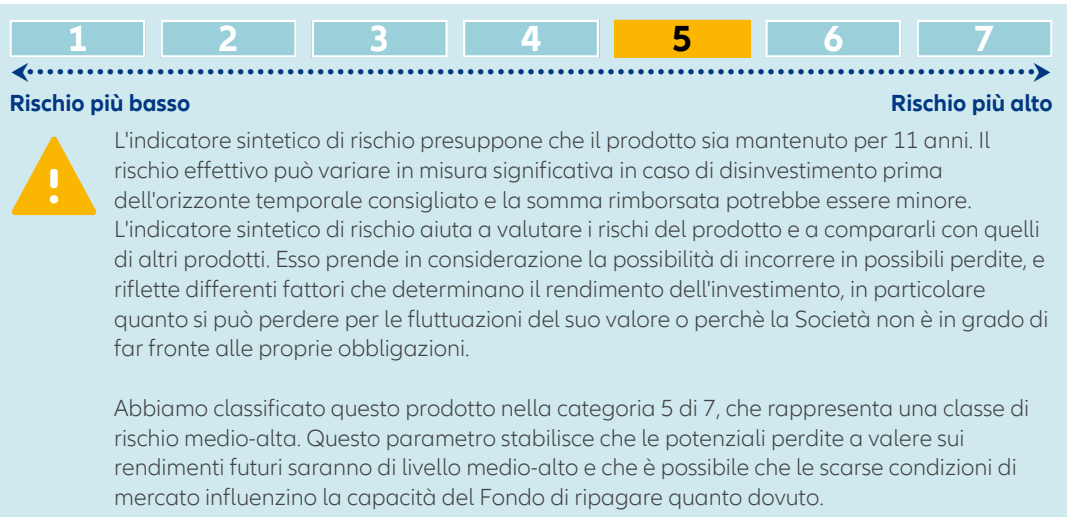 1 2 3 4 5 6 7
Rischio più basso Rischio più alto
L'indicatore sintetico di rischio presuppone che il prodotto sia mantenuto per 11 anni. Il
rischio effettivo può variare in misura significativa in caso di disinvestimento prima
dell'orizzonte temporale consigliato e la somma rimborsata potrebbe essere minore.
L'indicatore sintetico di rischio aiuta a valutare i rischi del prodotto e a compararli con quelli
di altri prodotti. Esso prende in considerazione la possibilità di incorrere in possibili perdite, e
riflette differenti fattori che determinano il rendimento dell'investimento, in particolare
quanto si può perdere per le fluttuazioni del suo valore o perchè la Società non è in grado di
far fronte alle proprie obbligazioni.
Abbiamo classificato questo prodotto nella categoria 5 di 7, che rappresenta una classe di
rischio medio-alta. Questo parametro stabilisce che le potenziali perdite a valere sui
rendimenti futuri saranno di livello medio-alto e che è possibile che le scarse condizioni di
mercato influenzino la capacità del Fondo di ripagare quanto dovuto.